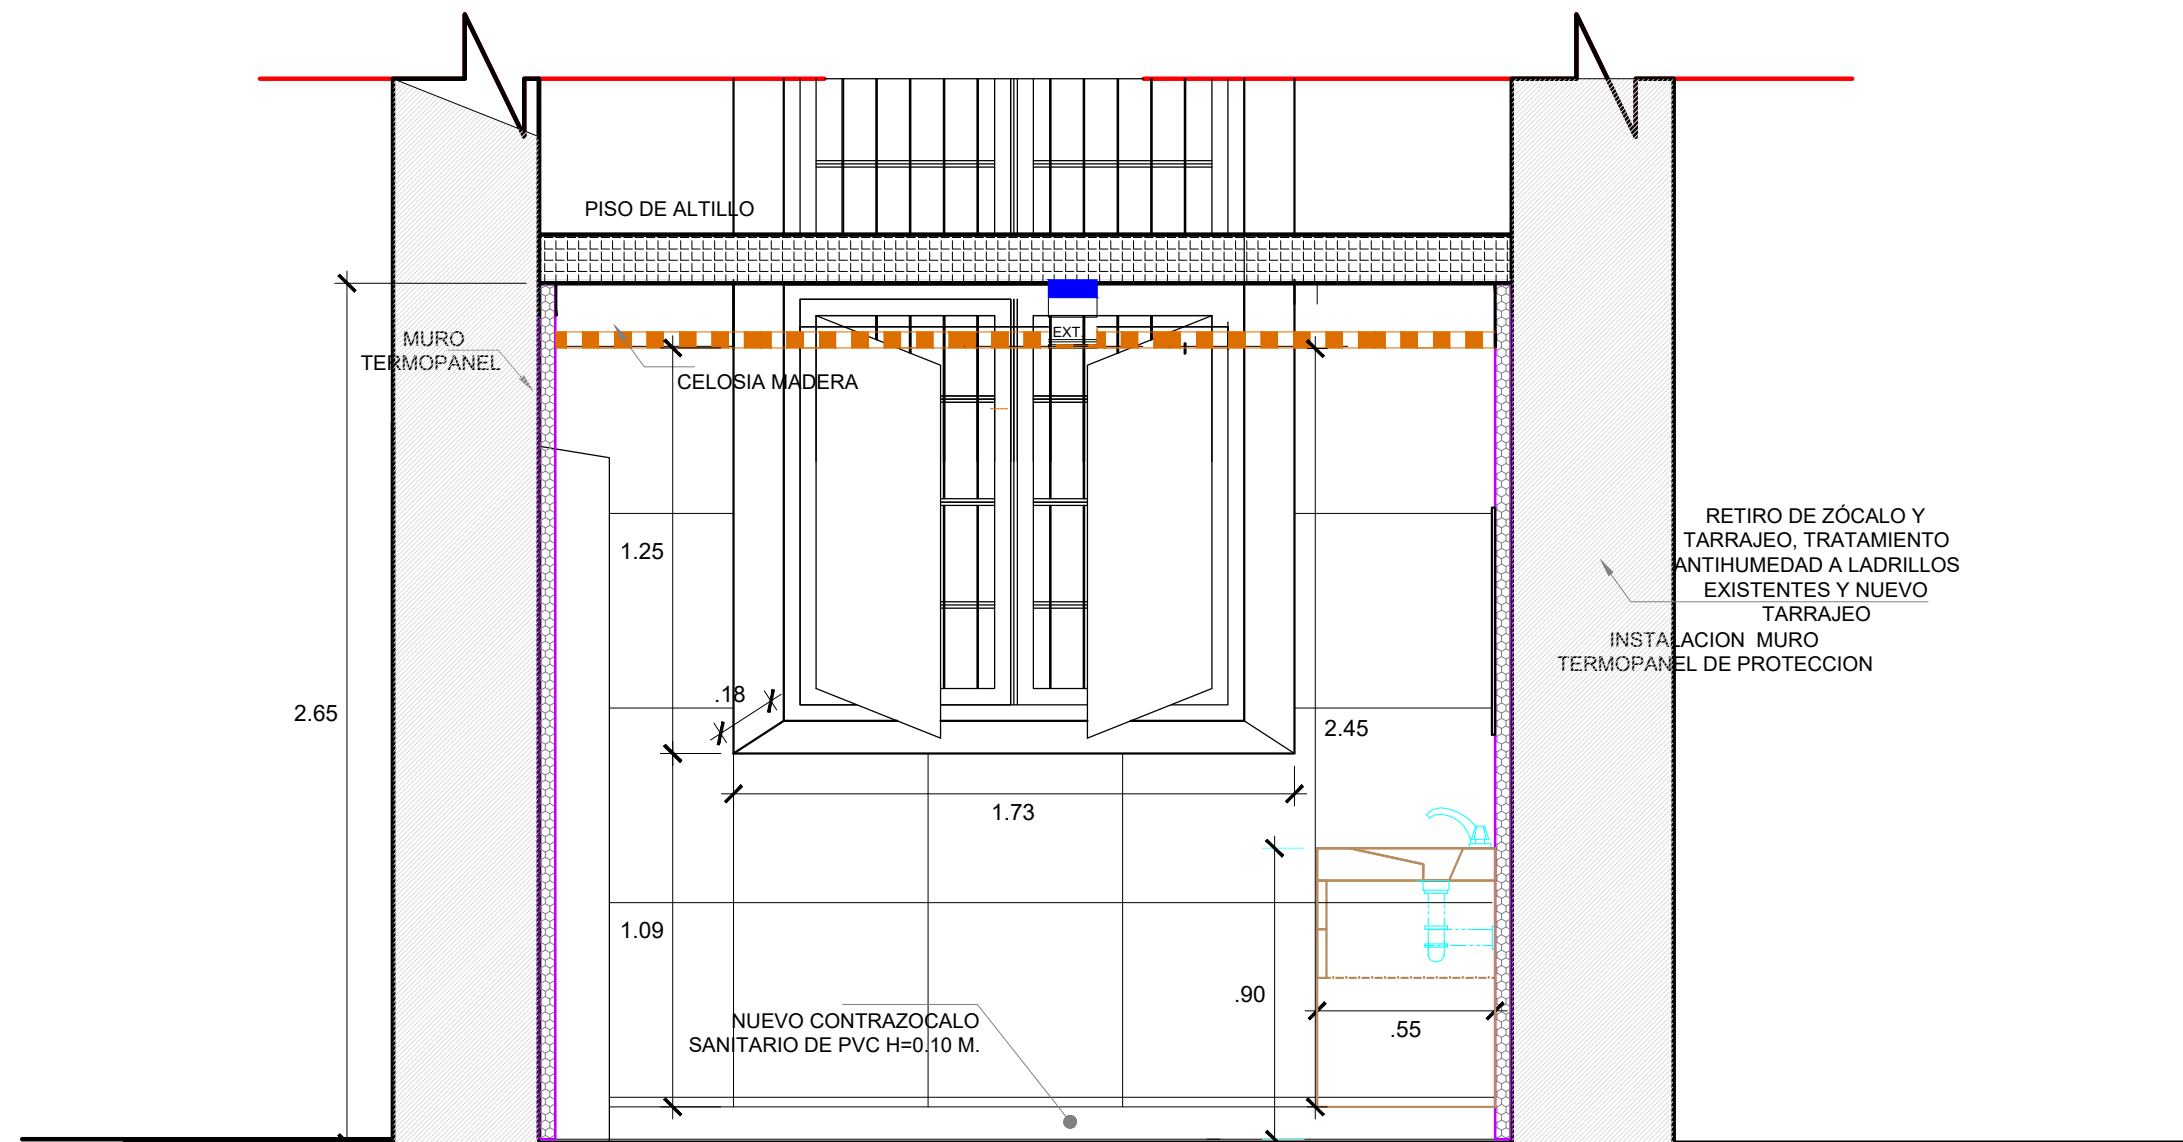 PISO DE ALTILLO
EXT.
MURO
TERMOPANEL
CELOSIA MADERA
1.25
.18
2.65
2.45
1.73
RETIRO DE ZÓCALO Y
TARRAJEO, TRATAMIENTO
ANTIHUMEDAD A LADRILLOS
EXISTENTES Y NUEVO
TARRAJEO
INSTALACION MURO
TERMOPANEL DE PROTECCION
1.09
.90
.55
NUEVO CONTRAZOCALO
SANITARIO DE PVC H=0.10 M.